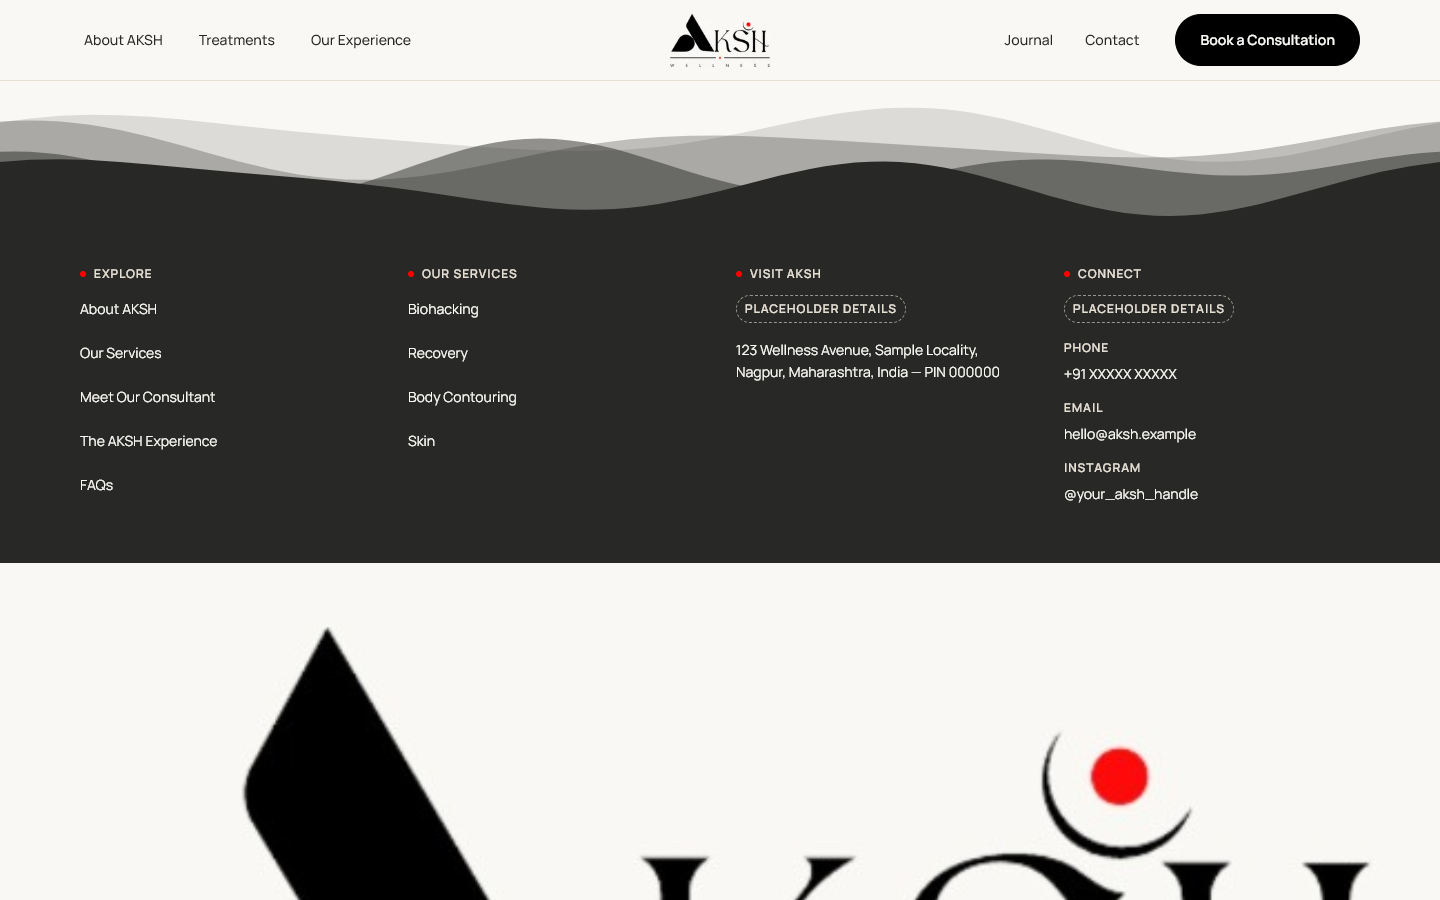 About AKSH
Treatments
Our Experience
AKSH
WELLNESS
Journal
Contact
Book a Consultation
EXPLORE
About AKSH
Our Services
Meet Our Consultant
The AKSH Experience
FAQs
OUR SERVICES
Biohacking
Recovery
Body Contouring
Skin
VISIT AKSH
PLACEHOLDER DETAILS
123 Wellness Avenue, Sample Locality,
Nagpur, Maharashtra, India — PIN 000000
CONNECT
PLACEHOLDER DETAILS
PHONE
+91 XXXXX XXXXX
EMAIL
hello@aksh.example
INSTAGRAM
@your_aksh_handle
AKSH